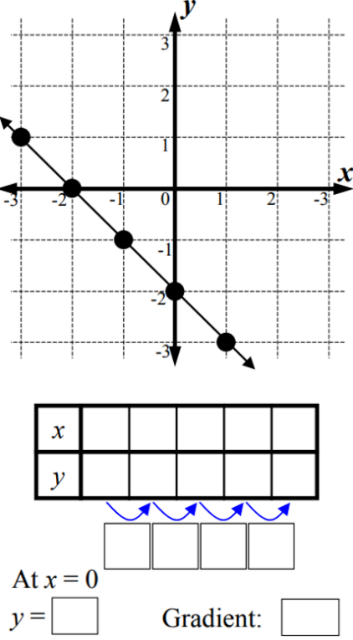 y
3
2
1
x
-3 -2 -1 0 1 2 -3
-1
-2
-3
x
y
At x = 0
y =
Gradient: